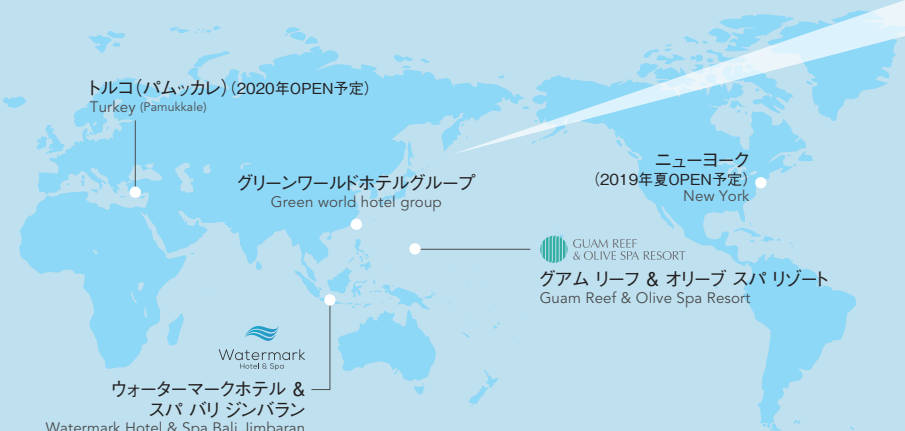 トルコ（パムッカレ）（2020年OPEN予定）
Turkey (Pamukkale)
グリーンワールドホテルグループ
Green world hotel group
ニューヨーク
（2019年夏OPEN予定）
New York
GUAM REEF
& OLIVE SPA RESORT
グアム リーフ & オリーブ スパ リゾート
Guam Reef & Olive Spa Resort
Watermark
Hotel & Spa
ウォーターマークホテル &
スパ バリ ジンバラン
Watermark Hotel & Spa Bali Jimbaran